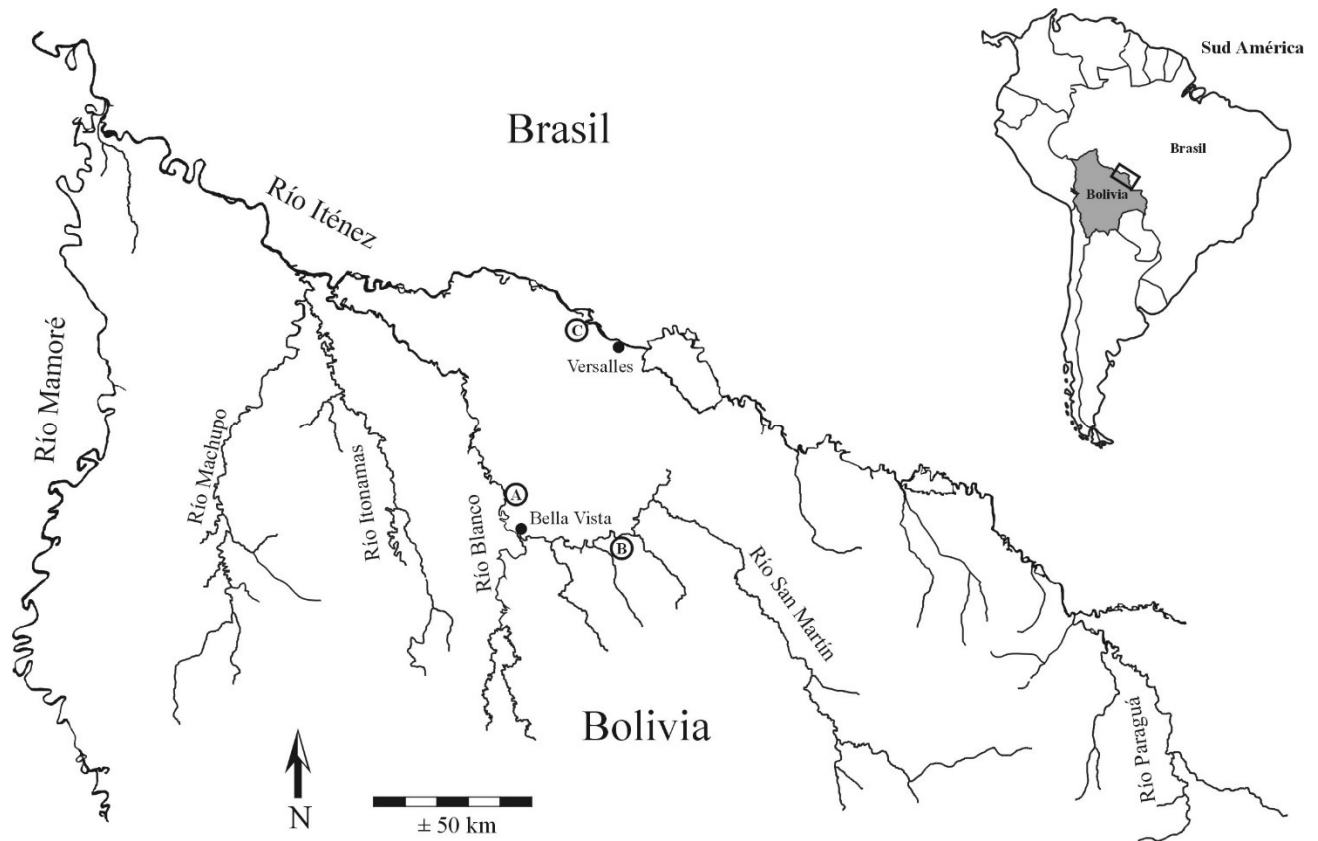 Sud América
Brasil
Brasil
Bolivia
Río Iténez
Río Mamoré
C
Versalles
Río Machupo
Río Itonamas
A
Río Blanco
Bella Vista
B
Río San Martín
Bolivia
Río Paraguá
N
± 50 km